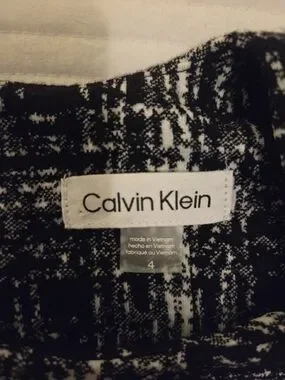 Calvin Klein
made in Vietnam
hecho en Vietnam
fabriqué au Vietnam
4